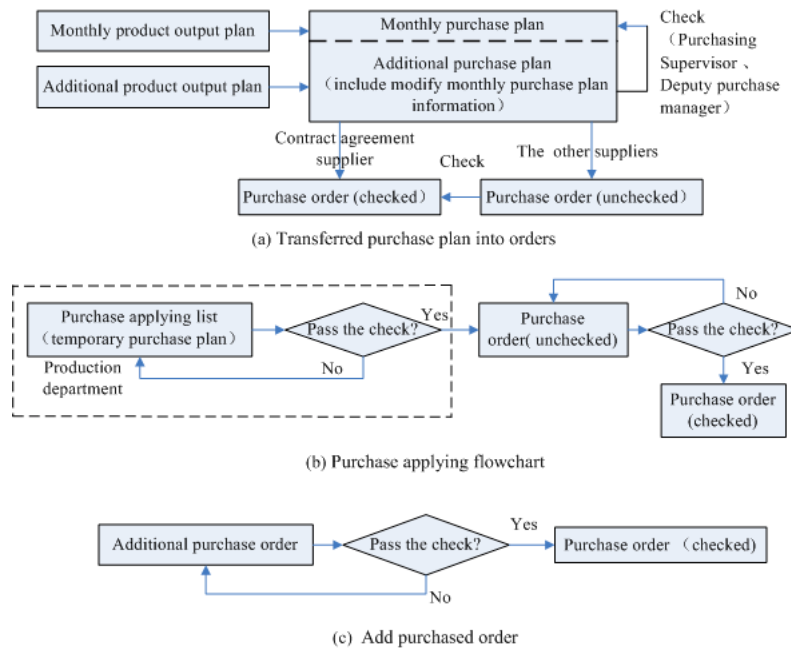 Monthly product output plan
Additional product output plan
Monthly purchase plan
Additional purchase plan
（include modify monthly purchase plan
information）
Check
（Purchasing
Supervisor 、
Deputy purchase
manager）
Contract agreement
supplier
The other suppliers
Check
Purchase order (checked）
Purchase order (unchecked）
(a) Transferred purchase plan into orders
Purchase applying list
（temporary purchase plan）
Pass the check?
Yes
No
Production
department
Purchase
order( unchecked)
Pass the check?
No
Yes
Purchase order
(checked)
(b) Purchase applying flowchart
Additional purchase order
Pass the check?
Yes
No
Purchase order （checked)
(c) Add purchased order